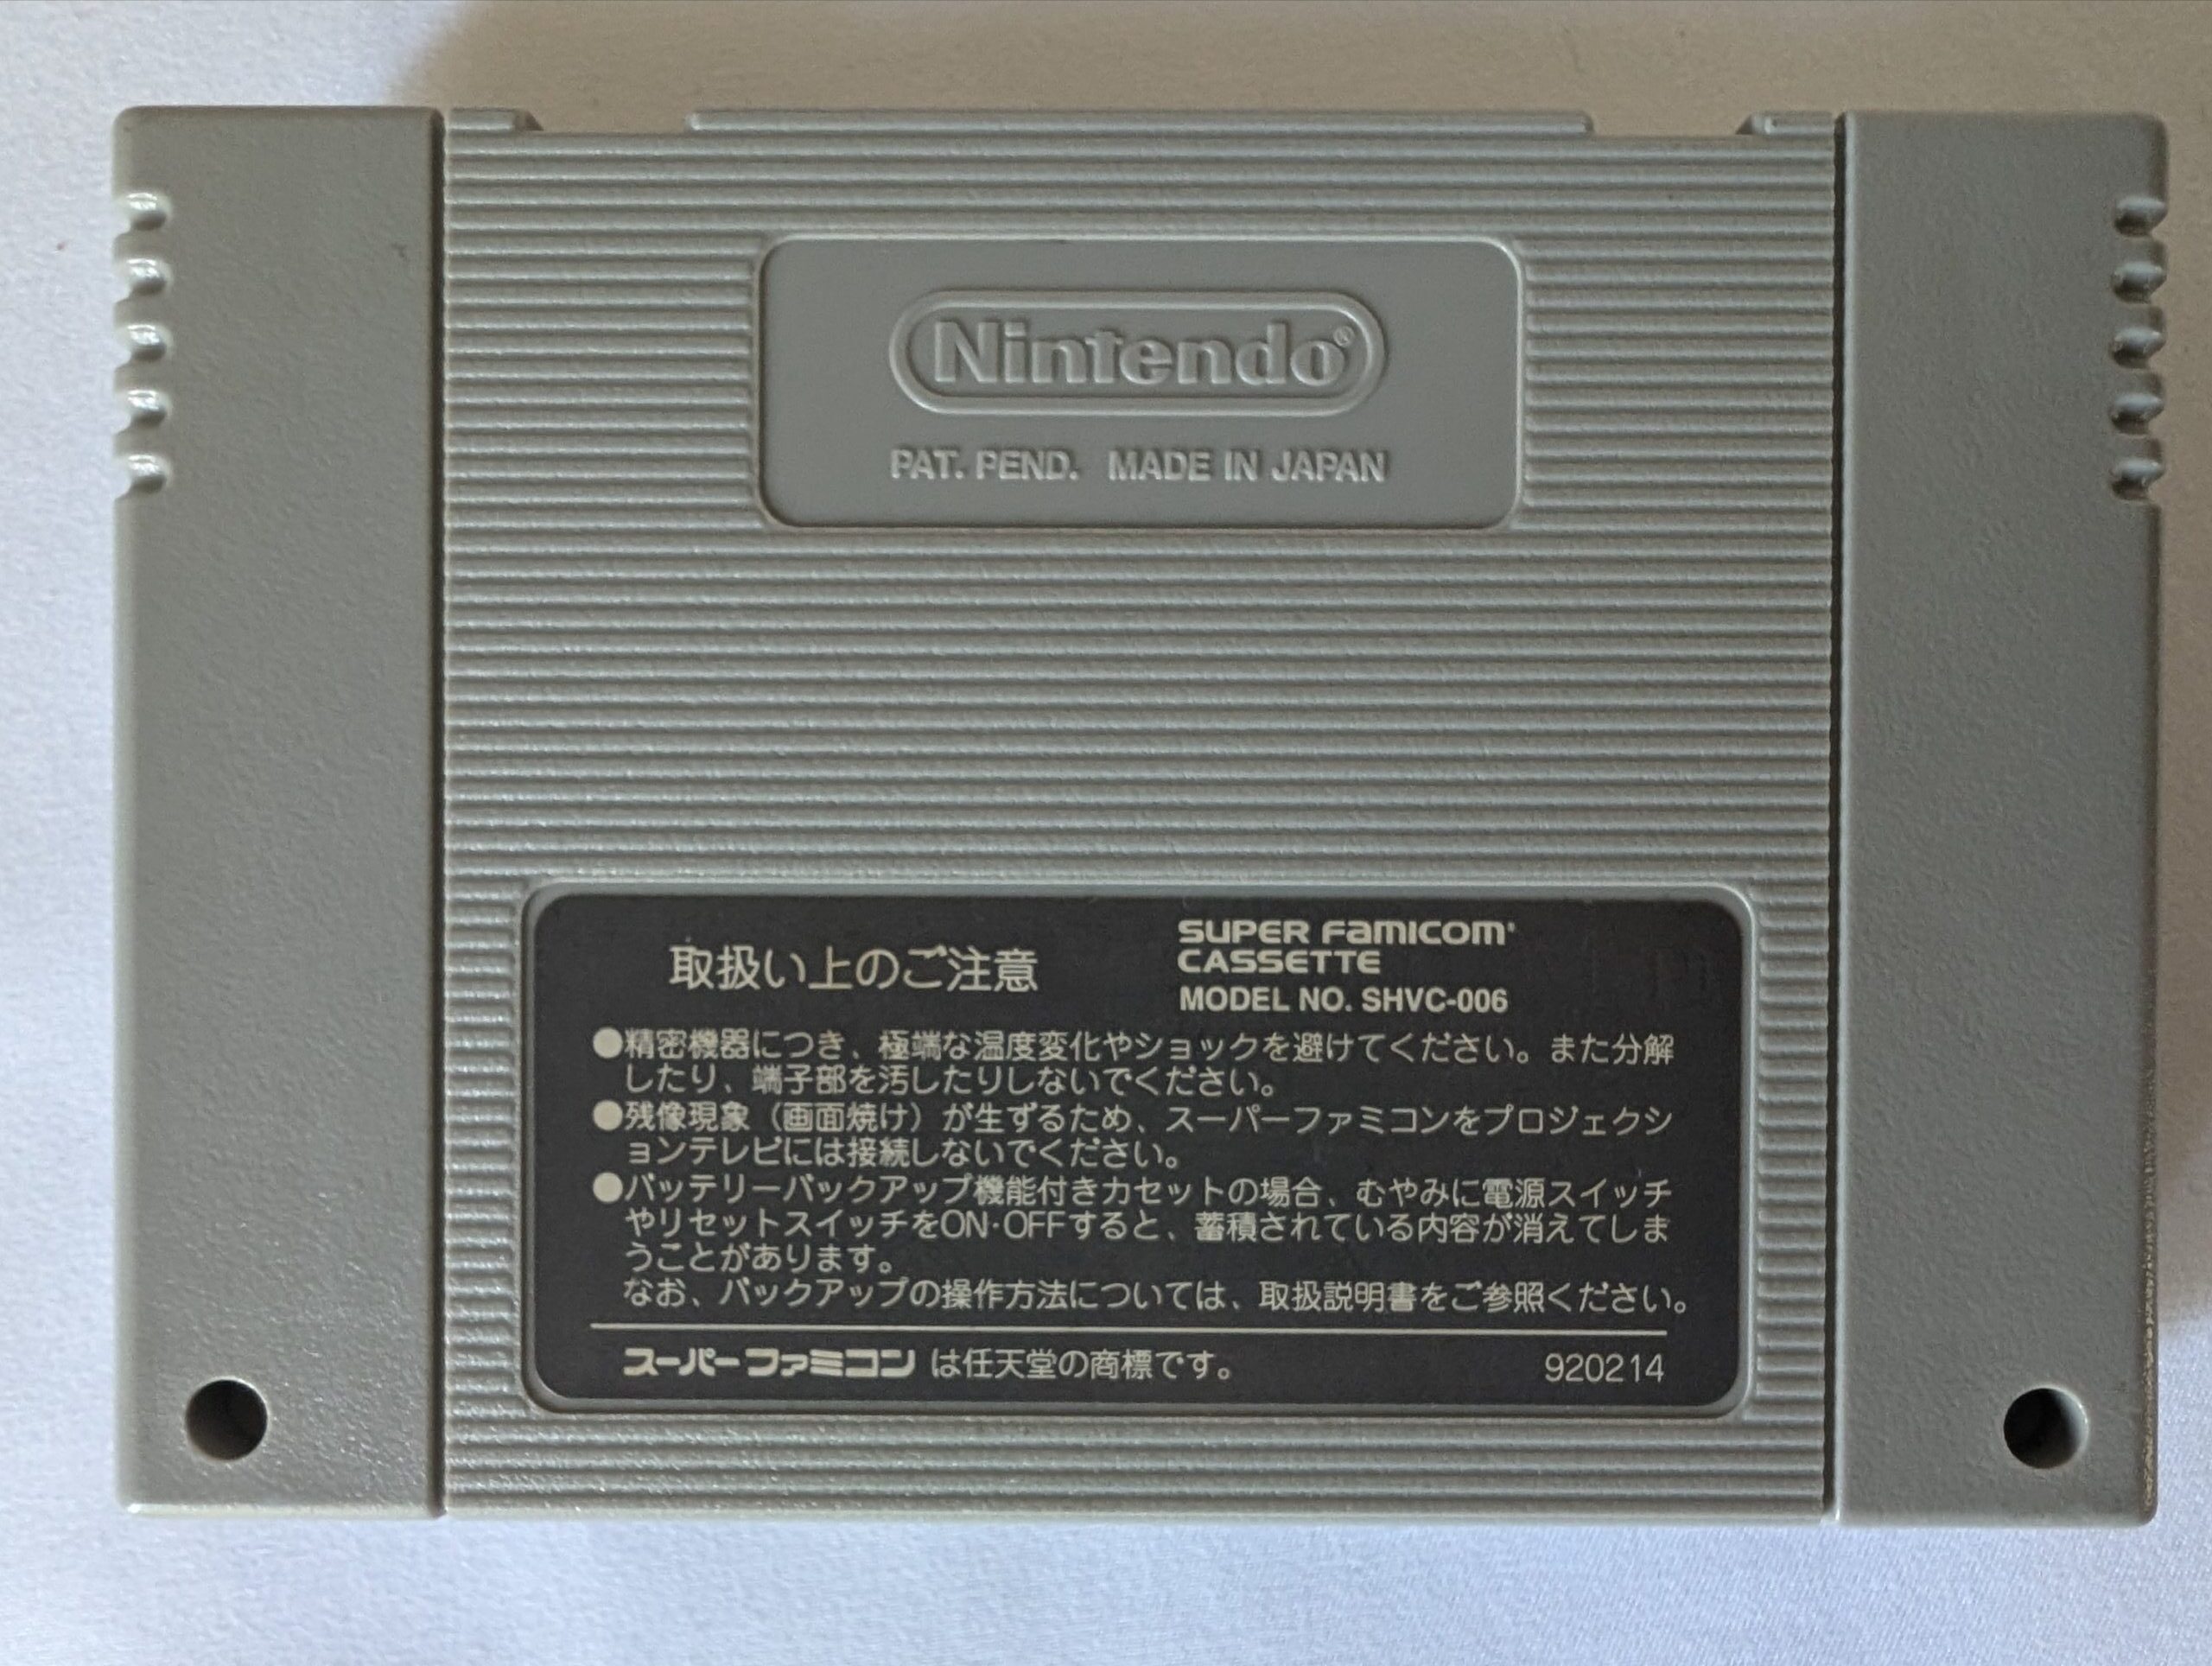 Nintendo®
PAT. PEND. MADE IN JAPAN
取扱い上のご注意
SUPER FAMICOM
CASSETTE
MODEL NO. SHVC-006
●精密機器につき、極端な温度変化やショックを避けてください。また分解
したり、端子部を汚したりしないでください。
●残像現象（画面焼け）が生ずるため、スーパーファミコンをプロジェクシ
ョンテレビには接続しないでください。
●バッテリーバックアップ機能付きカセットの場合、むやみに電源スイッチ
やリセットスイッチをON·OFFすると、蓄積されている内容が消えてしま
うことがあります。
なお、バックアップの操作方法については、取扱説明書をご参照ください。
スーパーファミコン は任天堂の商標です。
920214